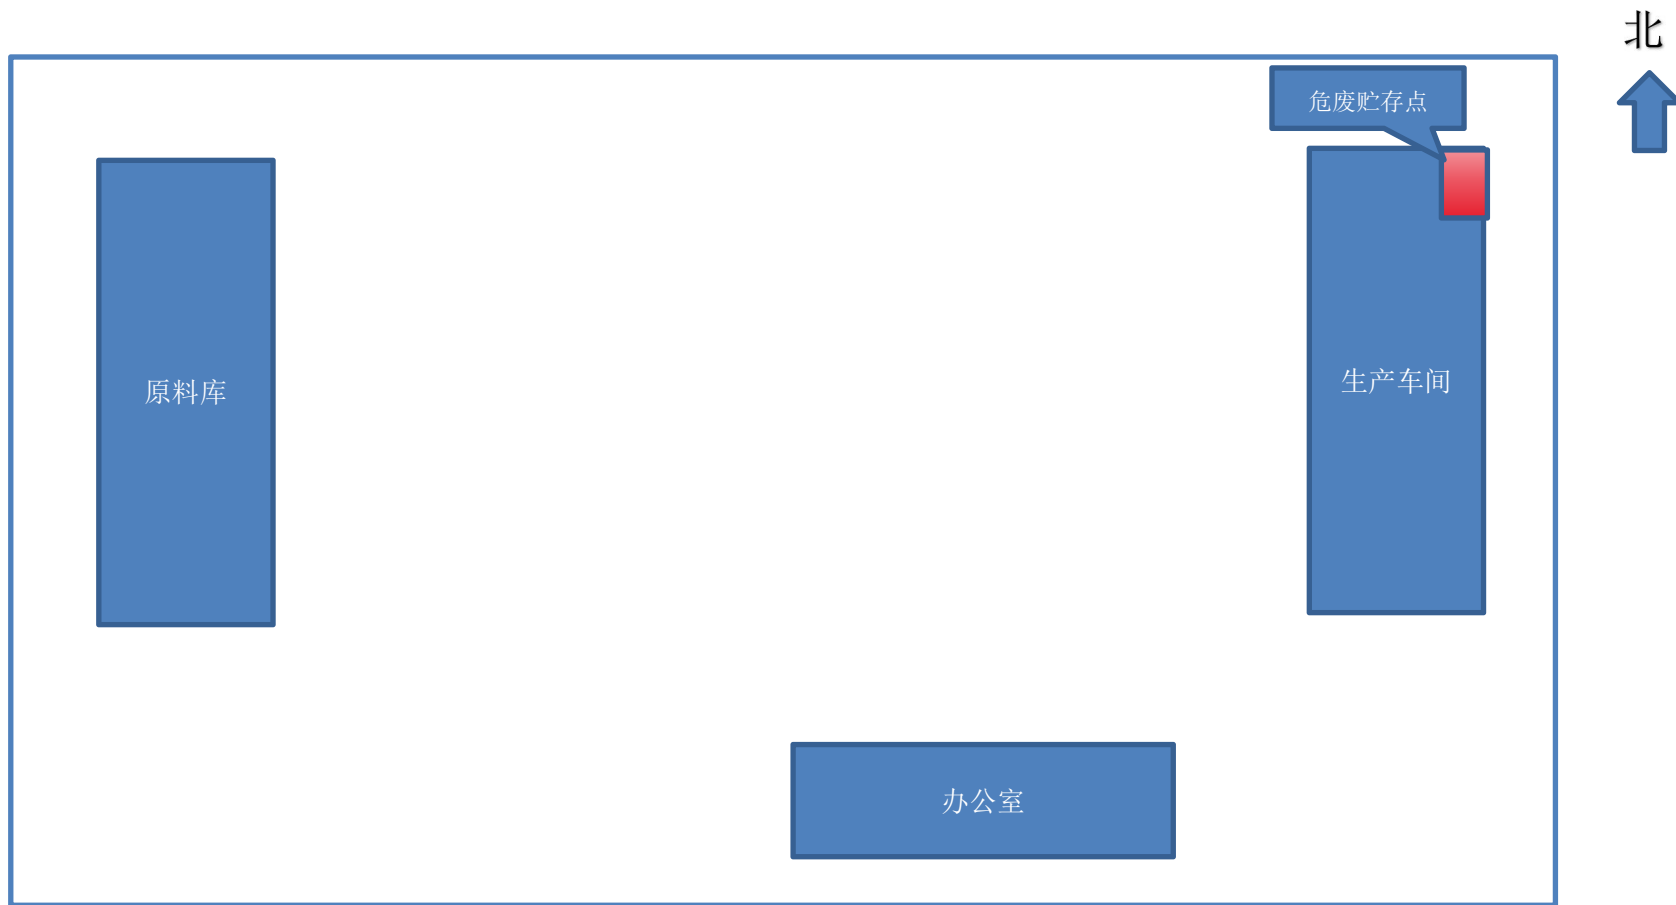 北
危废贮存点
原料库
生产车间
办公室